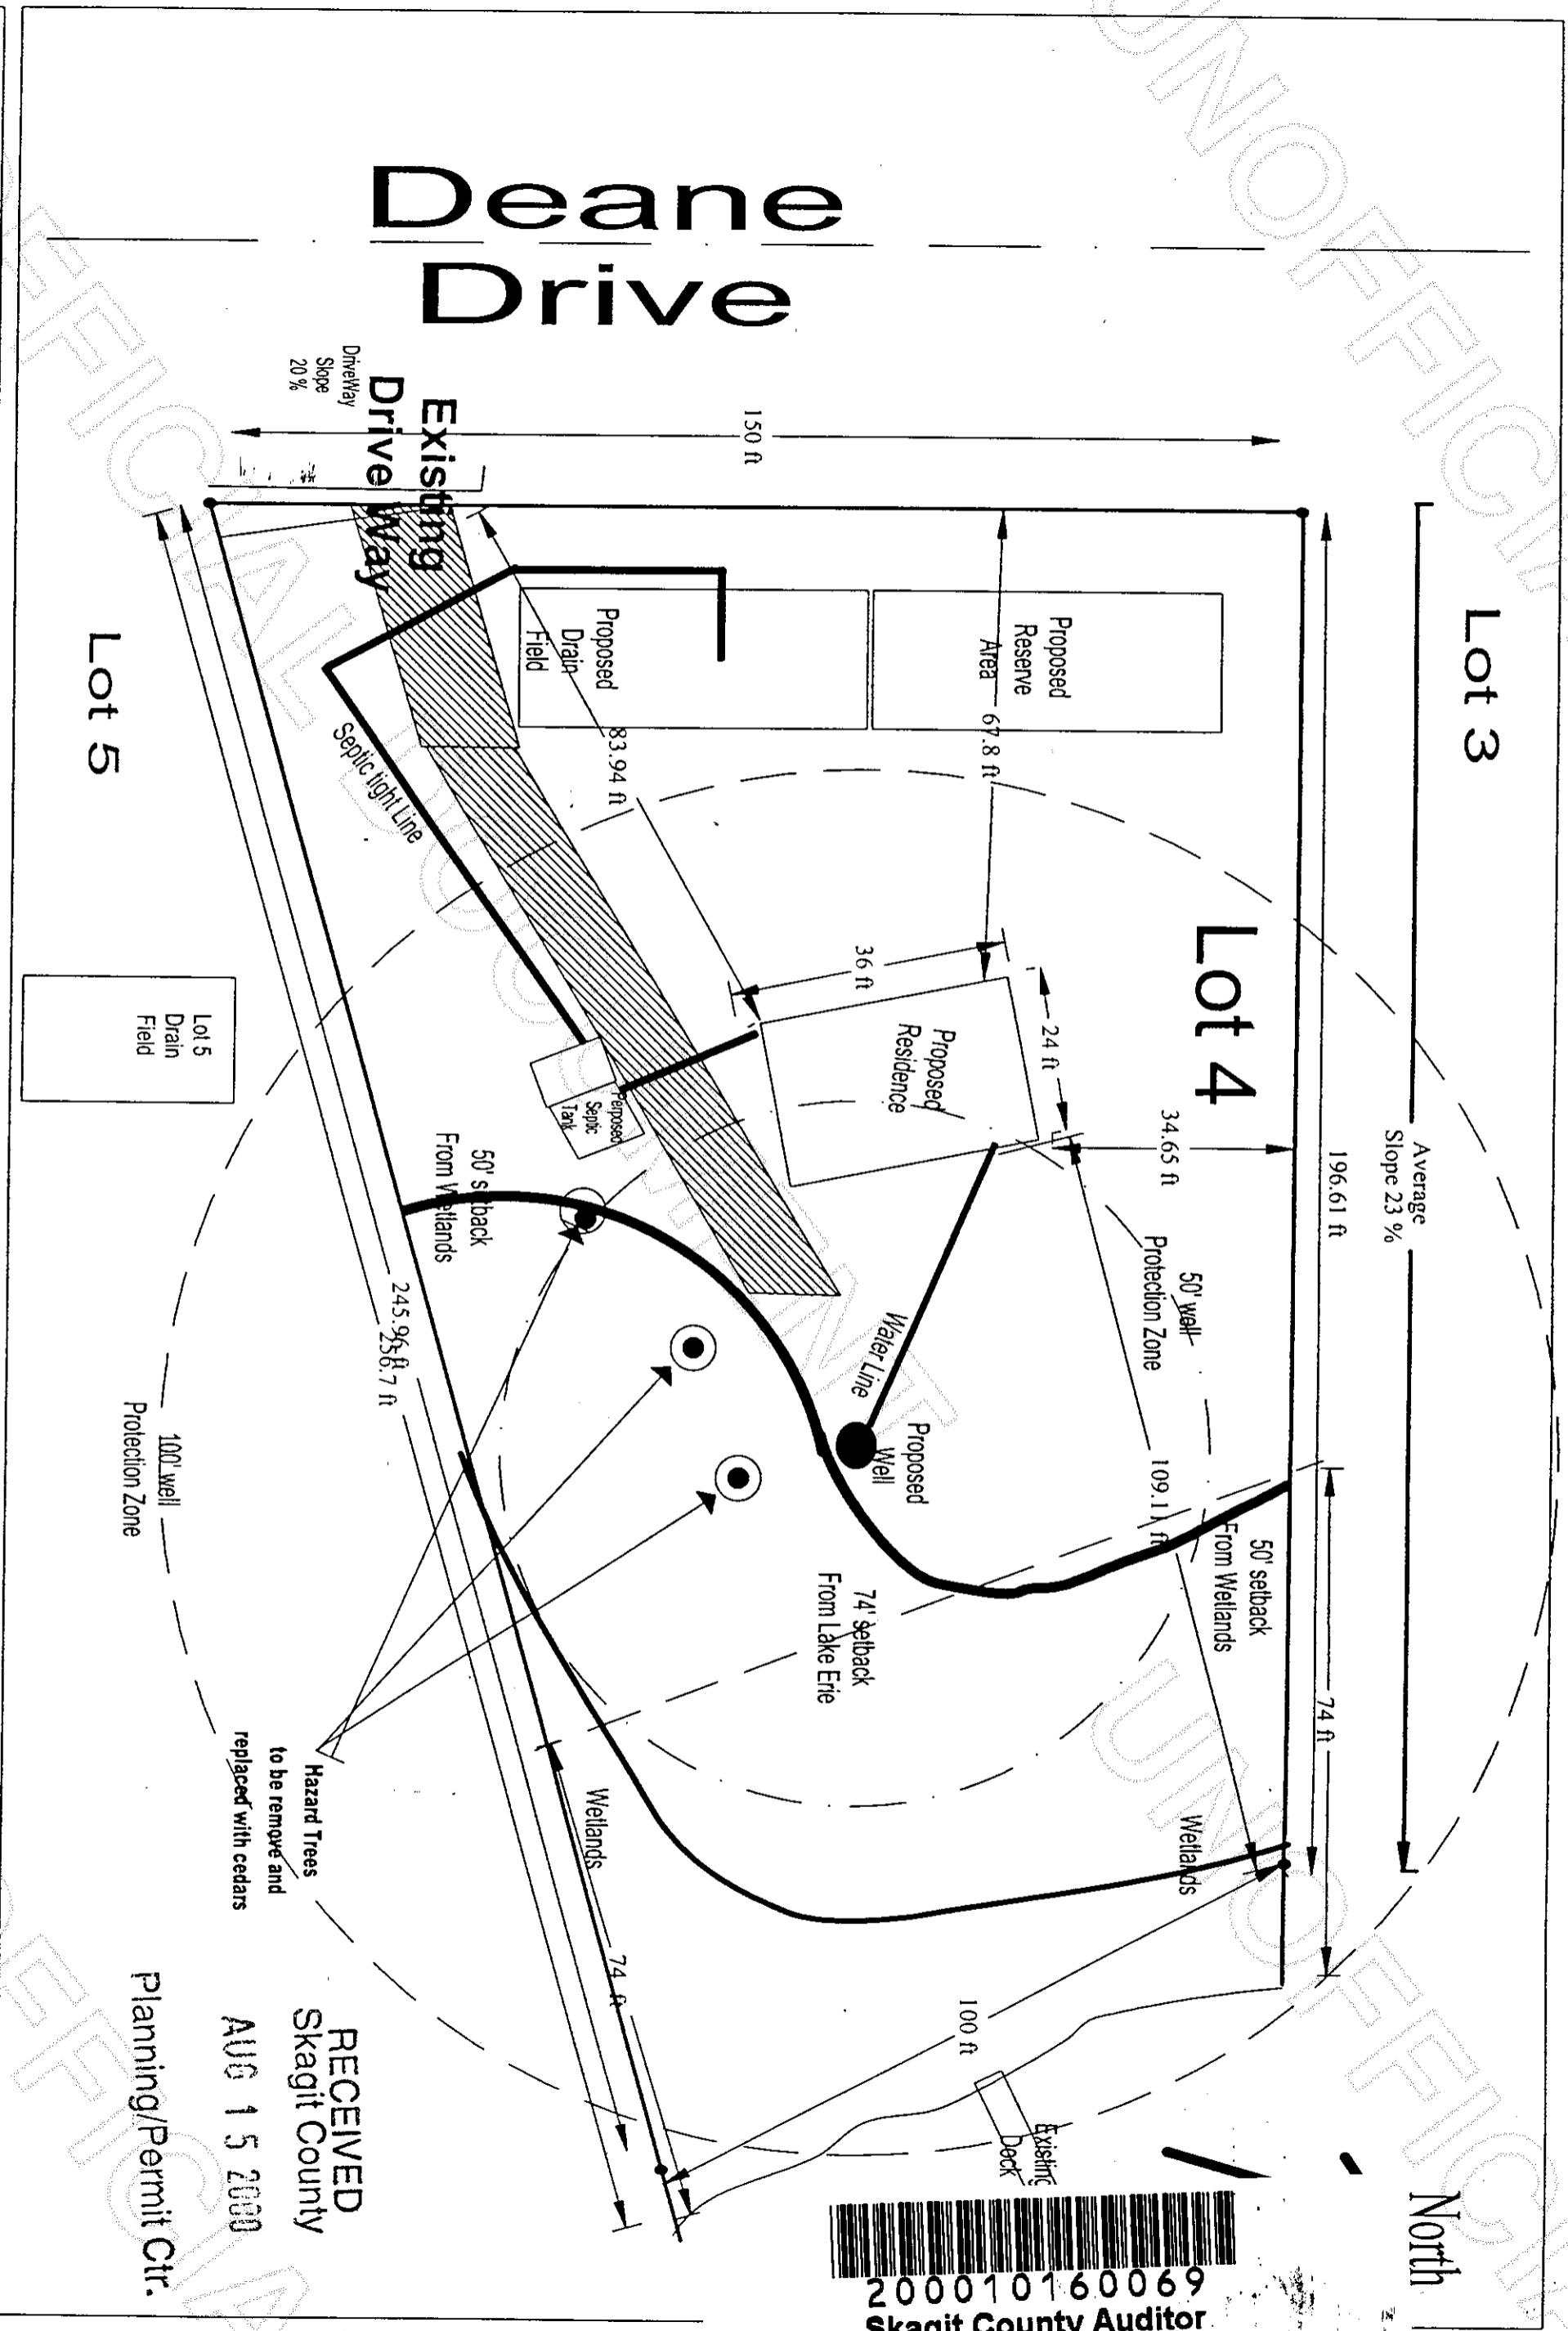 UNOFFICIAL DOCUMENT
UNOFFICIAL
UNOFFICIAL
Deane
Drive
DriveWay
Slope
20 %
Existing
Drive Way
150 ft
Lot 3
Lot 4
Lot 5
Average
Slope 23 %
196.61 ft
Proposed
Reserve
Area
67.8 ft
Proposed
Drain
Field
83.94 ft
Septic tight Line
36 ft
24 ft
34.65 ft
Proposed
Residence
Perposed
Septic
Tank
Lot 5
Drain
Field
50' setback
From Wetlands
50' well
Protection Zone
Water Line
Proposed
Well
109.11 ft
50' setback
From Wetlands
74 ft
74' setback
From Lake Erie
245.96 ft
256.7 ft
100' well
Protection Zone
Wetlands
Wetlands
74 ft
100 ft
Hazard Trees
to be remove and
replaced with cedars
Existing
Deck
North
RECEIVED
Skagit County
AUG 15 2000
Planning/Permit Ctr.
200010160069
Skagit County Auditor